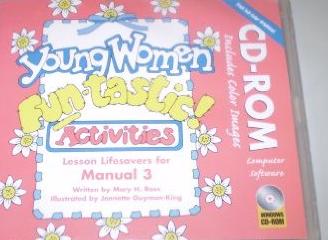 Young Women
Fun-tastic!
Activities
Lesson Lifesavers for
Manual 3
Written by Mary H. Ross
Illustrated by Jennette Guymon-King
CD-ROM
Includes Color Images
Computer
Software
WINDOWS
CD-ROM